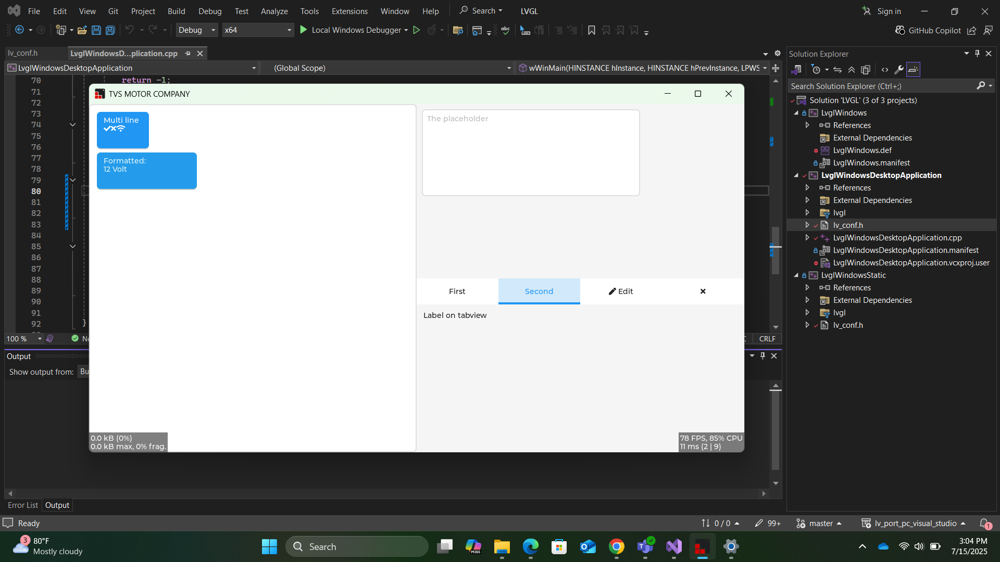 File Edit View Git Project Build Debug Test Analyze Tools Extensions Window Help Search LVGL Sign in
Debug x64 Local Windows Debugger GitHub Copilot
lv_conf.h LvglWindowsD...plication.cpp
LvglWindowsDesktopApplication (Global Scope) wWinMain(HINSTANCE hInstance, HINSTANCE hPrevInstance, LPWS
70 return -1;
71
72
73
74
75
76
77
78
79
80
81
82
83
84
85
86
87
88
89
90
91
92 }
TVS MOTOR COMPANY
Multi line
Formatted:
12 Volt
The placeholder
First Second Edit
Label on tabview
0.0 kB (0%)
0.0 kB max, 0% frag.
78 FPS, 85% CPU
11 ms (2 | 9)
100 % CRLF
Output
Show output from: Bu
Error List Output
Solution Explorer
Search Solution Explorer (Ctrl+;)
Solution 'LVGL' (3 of 3 projects)
LvglWindows
References
External Dependencies
LvglWindows.def
LvglWindows.manifest
LvglWindowsDesktopApplication
References
External Dependencies
lvgl
lv_conf.h
LvglWindowsDesktopApplication.cpp
LvglWindowsDesktopApplication.manifest
LvglWindowsDesktopApplication.vcxproj.user
LvglWindowsStatic
References
External Dependencies
lvgl
lv_conf.h
Ready 0 / 0 99+ master lv_port_pc_visual_studio 1
3 80°F
Mostly cloudy
Search
M365
3:04 PM
7/15/2025